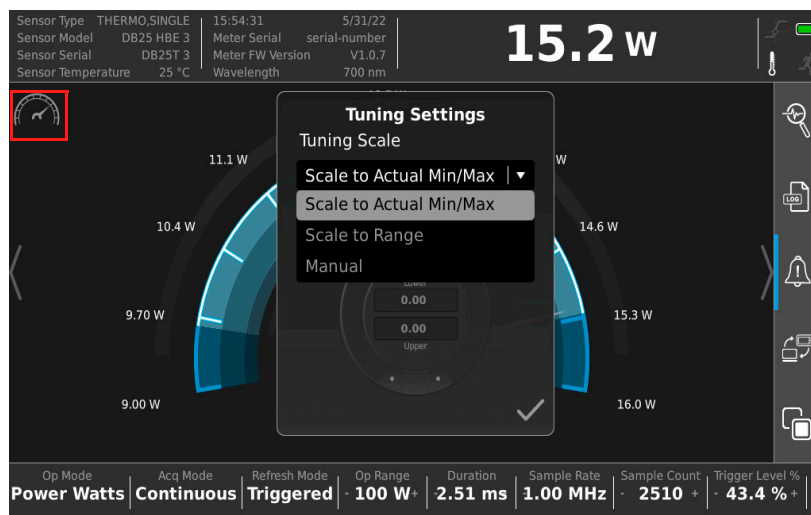 Sensor Type THERMO,SINGLE
Sensor Model DB25 HBE 3
Sensor Serial DB25T 3
Sensor Temperature 25 °C
15:54:31 5/31/22
Meter Serial serial-number
Meter FW Version V1.0.7
Wavelength 700 nm
15.2 W
Tuning Settings
Tuning Scale
Scale to Actual Min/Max
Scale to Actual Min/Max
Scale to Range
Manual
Lower
0.00
0.00
Upper
11.1 W
W
10.4 W
14.6 W
9.70 W
15.3 W
9.00 W
16.0 W
LOG
Op Mode
Power Watts
Acq Mode
Continuous
Refresh Mode
Triggered
Op Range
- 100 W +
Duration
2.51 ms
Sample Rate
1.00 MHz
Sample Count
- 2510 +
Trigger Level %
- 43.4 % +